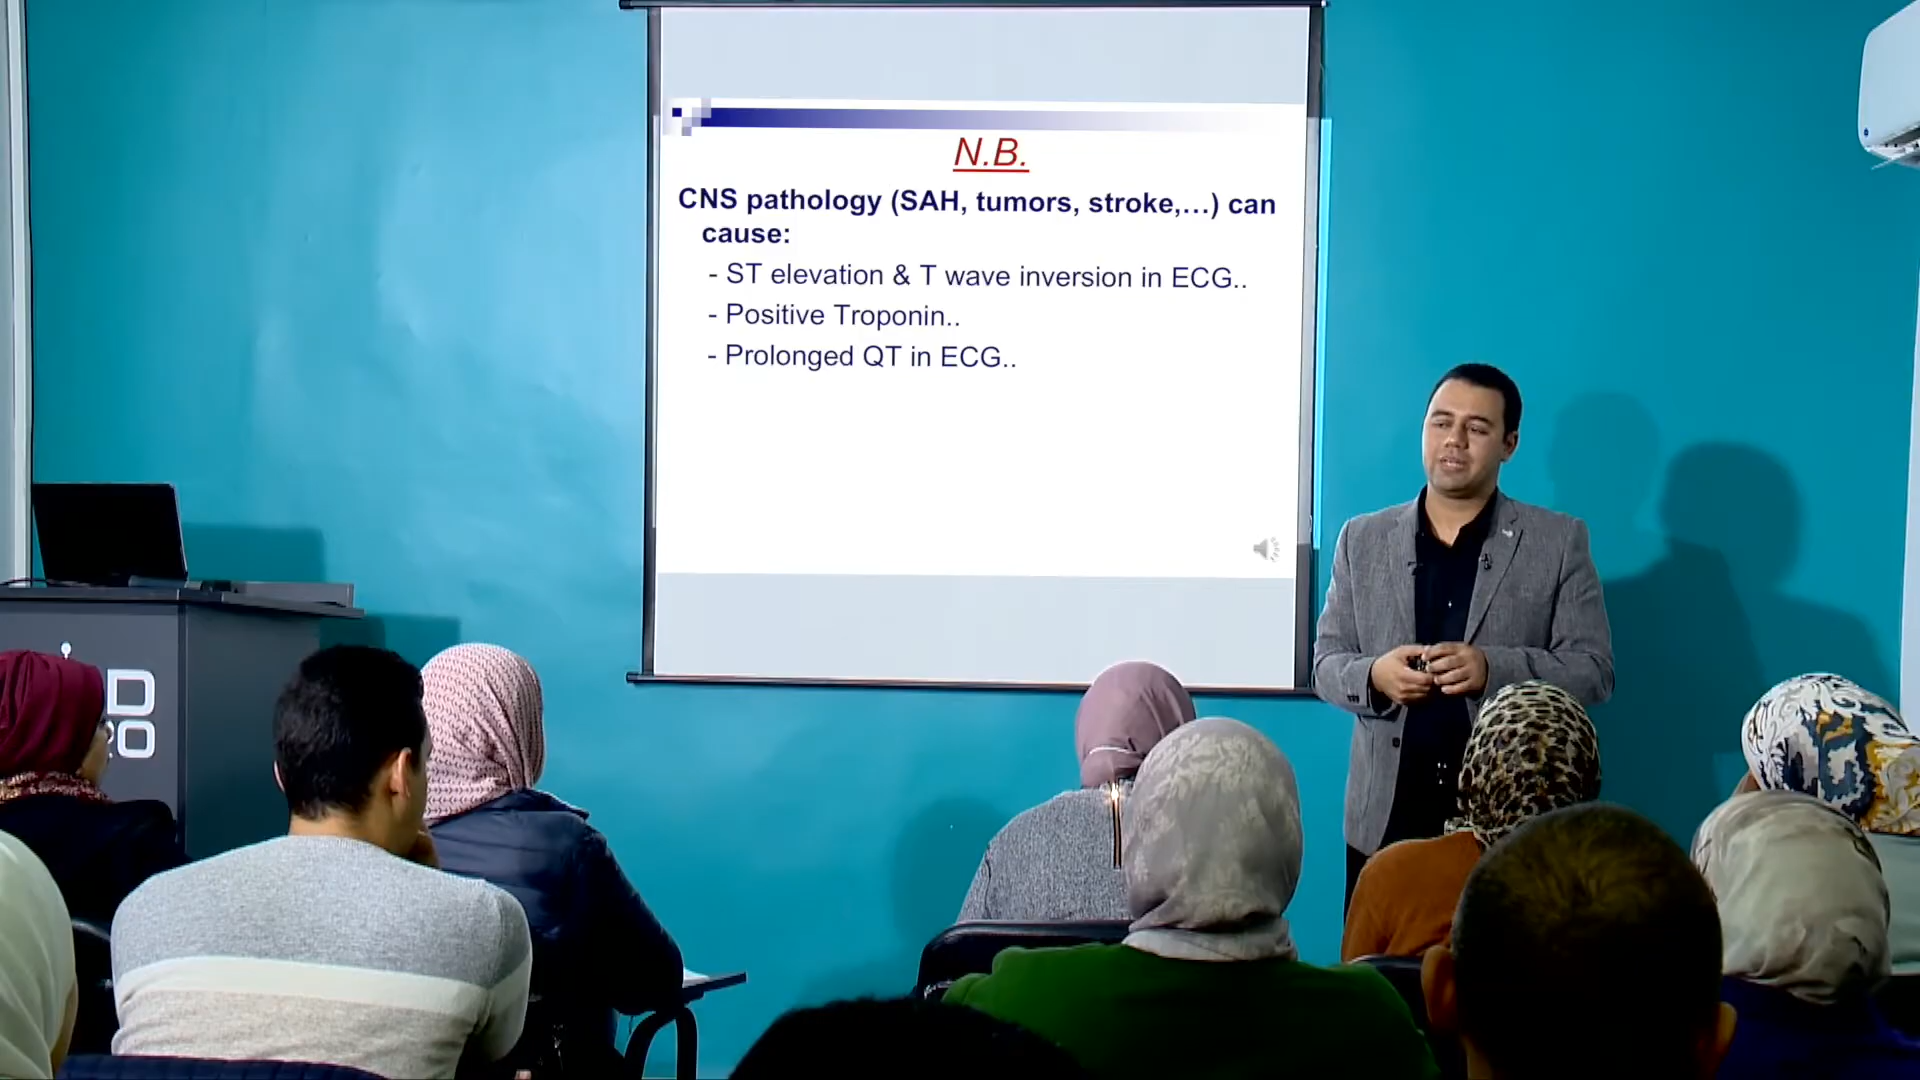 N.B.
CNS pathology (SAH, tumors, stroke,...) can
cause:
- ST elevation & T wave inversion in ECG..
- Positive Troponin..
- Prolonged QT in ECG..
D
RO